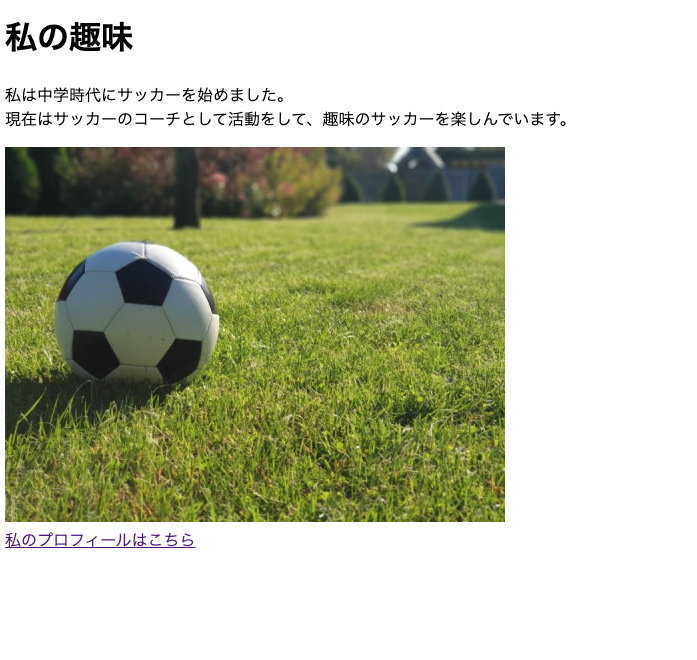 私の趣味
私は中学時代にサッカーを始めました。
現在はサッカーのコーチとして活動をして、趣味のサッカーを楽しんでいます。
私のプロフィールはこちら